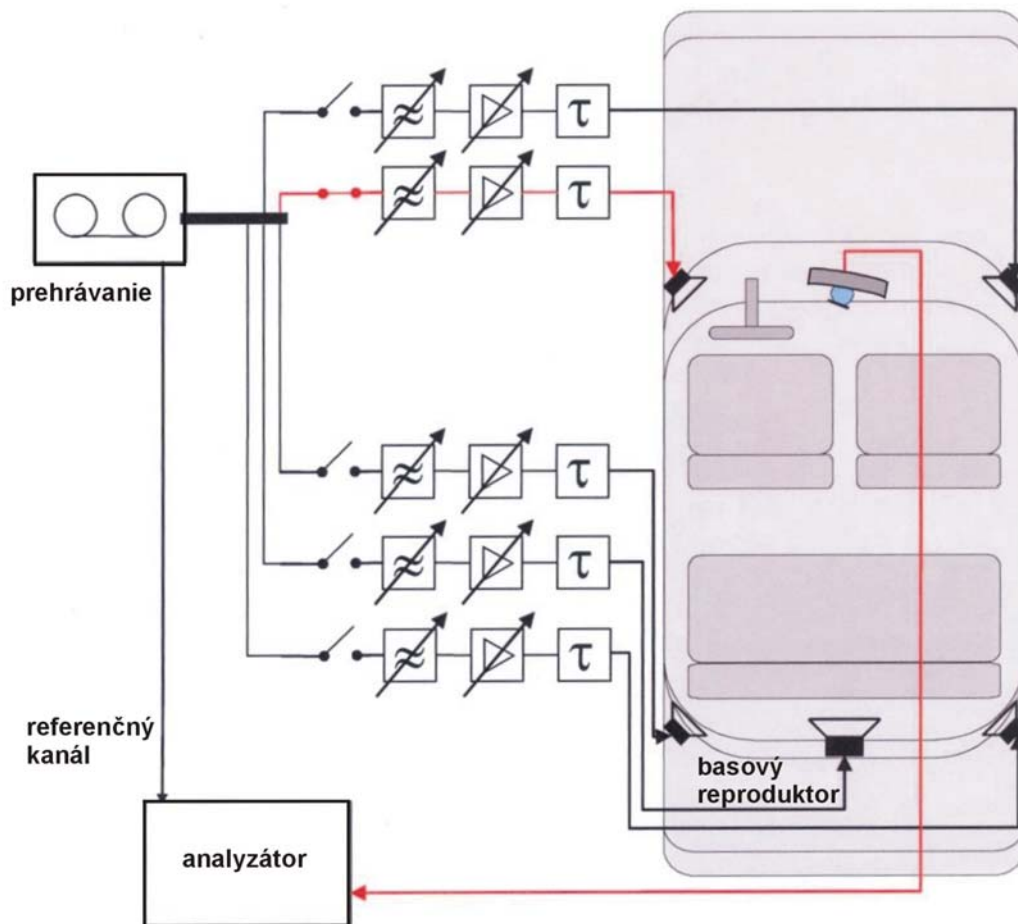 ≈ τ
≈ τ
prehrávanie
≈ τ
≈ τ
≈ τ
referenčný
kanál
basový
reproduktor
analyzátor